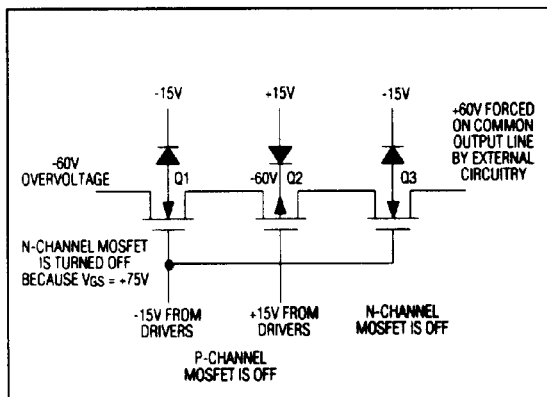 -15V
+15V
-15V
+60V FORCED
ON COMMON
OUTPUT LINE
BY EXTERNAL
CIRCUITRY
-60V
OVERVOLTAGE
Q1
-60V
Q2
Q3
N-CHANNEL MOSFET
IS TURNED OFF
BECAUSE VGS = +75V
-15V FROM
DRIVERS
+15V FROM
DRIVERS
N-CHANNEL
MOSFET IS OFF
P-CHANNEL
MOSFET IS OFF